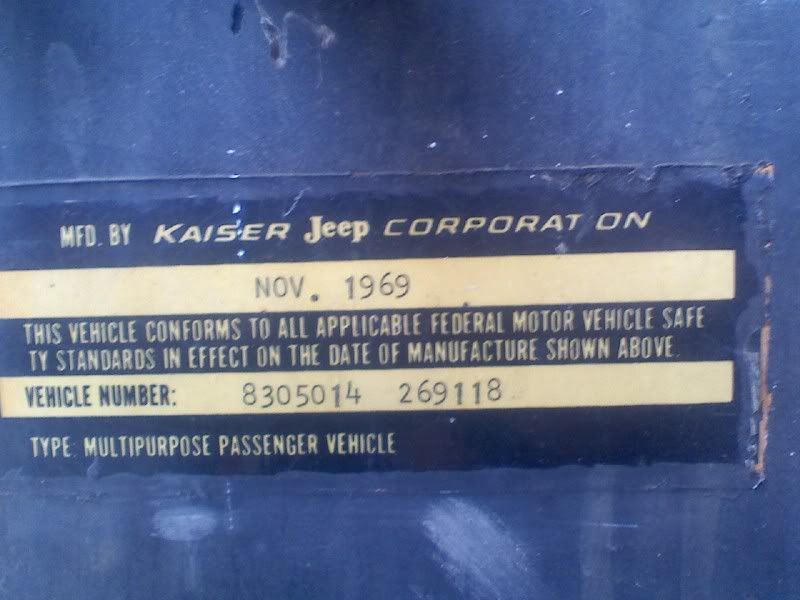 MFD. BY KAISER Jeep CORPORAT ON
NOV. 1969
THIS VEHICLE CONFORMS TO ALL APPLICABLE FEDERAL MOTOR VEHICLE SAFE
TY STANDARDS IN EFFECT ON THE DATE OF MANUFACTURE SHOWN ABOVE.
VEHICLE NUMBER: 8305014 269118
TYPE: MULTIPURPOSE PASSENGER VEHICLE